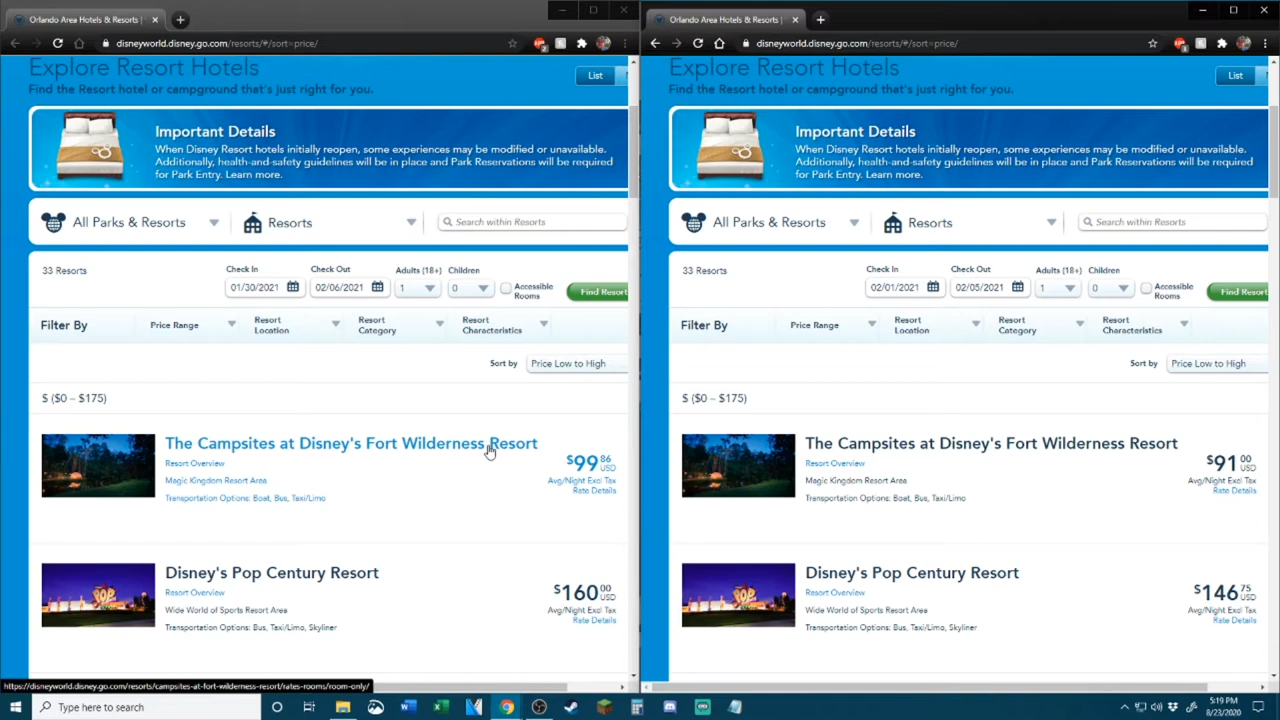 Orlando Area Hotels & Resorts |
disneyworld.disney.go.com/resorts/#/sort=price/
Explore Resort Hotels
List
Find the Resort hotel or campground that's just right for you.
Important Details
When Disney Resort hotels initially reopen, some experiences may be modified or unavailable.
Additionally, health-and-safety guidelines will be in place and Park Reservations will be required
for Park Entry. Learn more.
All Parks & Resorts
Resorts
Search within Resorts
33 Resorts
Check In
Check Out
Adults (18+)
Children
01/30/2021
02/06/2021
1
0
Accessible
Rooms
Find Resort
Filter By
Price Range
Resort
Location
Resort
Category
Resort
Characteristics
Sort by
Price Low to High
$ ($0 – $175)
The Campsites at Disney's Fort Wilderness Resort
Resort Overview
$99 86 USD
Magic Kingdom Resort Area
Avg/Night Excl Tax
Rate Details
Transportation Options: Boat, Bus, Taxi/Limo
Disney's Pop Century Resort
Resort Overview
$160 00 USD
Wide World of Sports Resort Area
Avg/Night Excl Tax
Rate Details
Transportation Options: Bus, Taxi/Limo, Skyliner
https://disneyworld.disney.go.com/resorts/campsites-at-fort-wilderness-resort/rates-rooms/room-only/
Orlando Area Hotels & Resorts |
disneyworld.disney.go.com/resorts/#/sort=price/
Explore Resort Hotels
List
Find the Resort hotel or campground that's just right for you.
Important Details
When Disney Resort hotels initially reopen, some experiences may be modified or unavailable.
Additionally, health-and-safety guidelines will be in place and Park Reservations will be required
for Park Entry. Learn more.
All Parks & Resorts
Resorts
Search within Resorts
33 Resorts
Check In
Check Out
Adults (18+)
Children
02/01/2021
02/05/2021
1
0
Accessible
Rooms
Find Resort
Filter By
Price Range
Resort
Location
Resort
Category
Resort
Characteristics
Sort by
Price Low to High
$ ($0 – $175)
The Campsites at Disney's Fort Wilderness Resort
Resort Overview
$91 00 USD
Magic Kingdom Resort Area
Avg/Night Excl Tax
Rate Details
Transportation Options: Boat, Bus, Taxi/Limo
Disney's Pop Century Resort
Resort Overview
$146 75 USD
Wide World of Sports Resort Area
Avg/Night Excl Tax
Rate Details
Transportation Options: Bus, Taxi/Limo, Skyliner
Type here to search
5:19 PM
8/23/2020